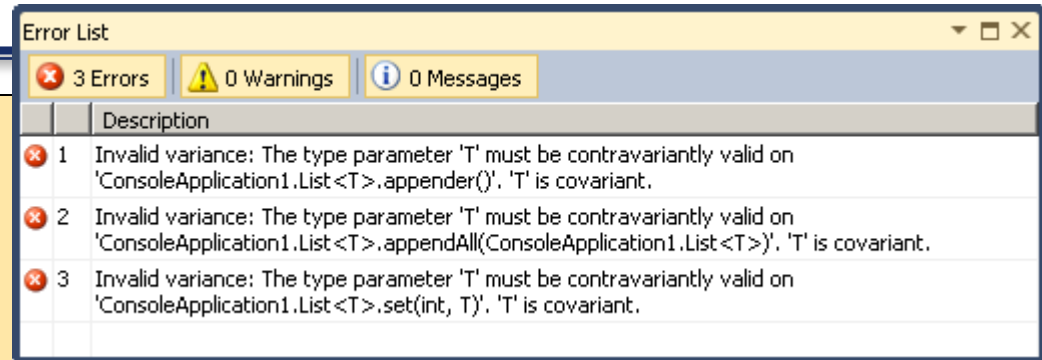 Error List
3 Errors
0 Warnings
0 Messages
Description
1 Invalid variance: The type parameter 'T' must be contravariantly valid on
'ConsoleApplication1.List<T>.appender()'. 'T' is covariant.
2 Invalid variance: The type parameter 'T' must be contravariantly valid on
'ConsoleApplication1.List<T>.appendAll(ConsoleApplication1.List<T>)'. 'T' is covariant.
3 Invalid variance: The type parameter 'T' must be contravariantly valid on
'ConsoleApplication1.List<T>.set(int, T)'. 'T' is covariant.